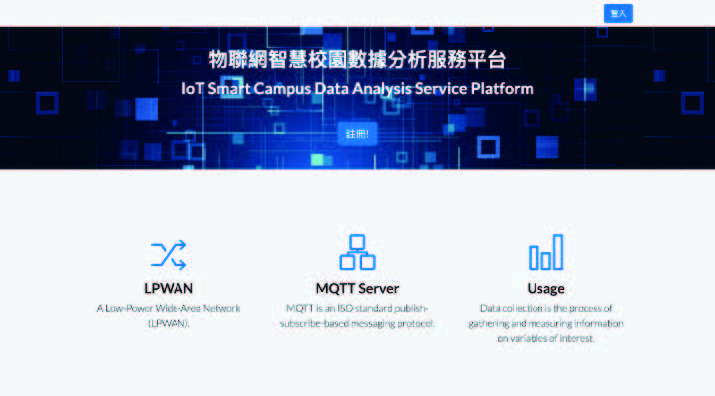 登入
物聯網智慧校園數據分析服務平台
IoT Smart Campus Data Analysis Service Platform
註冊!
LPWAN
A Low-Power Wide-Area Network
(LPWAN).
MQTT Server
MQTT is an ISO standard publish-
subscribe-based messaging protocol.
Usage
Data collection is the process of
gathering and measuring information
on variables of interest.